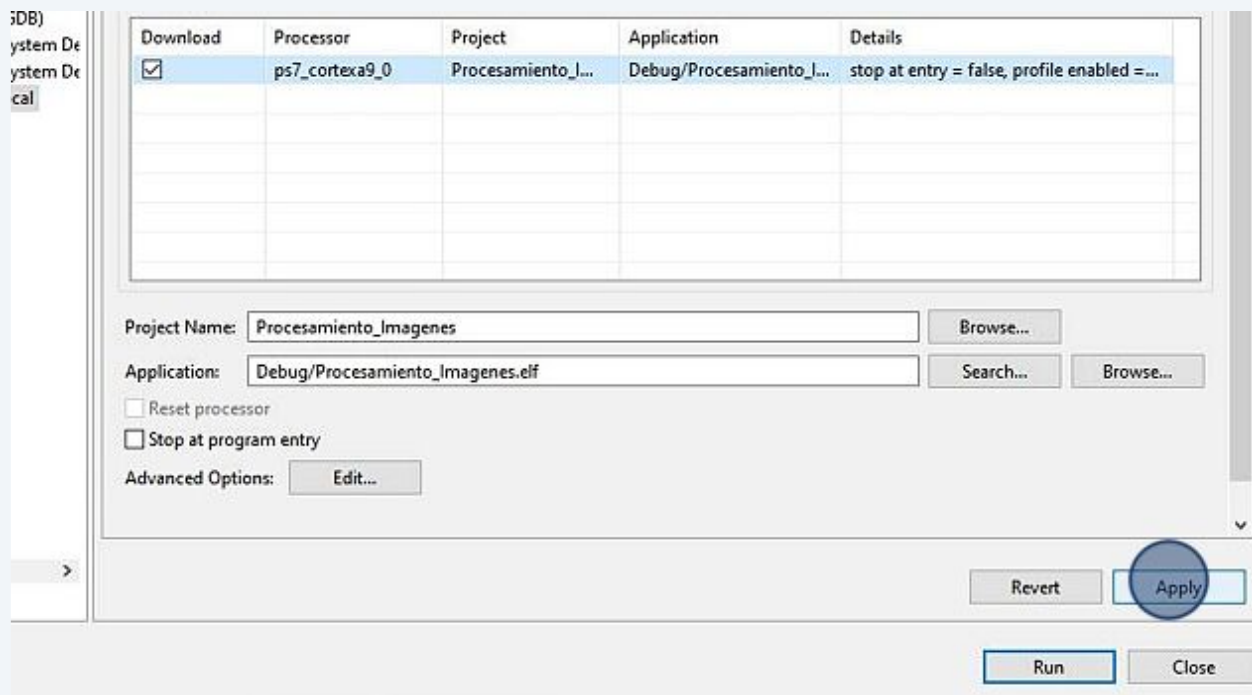 GDB)
ystem De
ystem De
cal
Download Processor Project Application Details
ps7_cortexa9_0 Procesamiento_I... Debug/Procesamiento_I... stop at entry = false, profile enabled =...
Project Name: Procesamiento_Imagenes Browse...
Application: Debug/Procesamiento_Imagenes.elf Search... Browse...
Reset processor
Stop at program entry
Advanced Options: Edit...
Revert Apply
Run Close